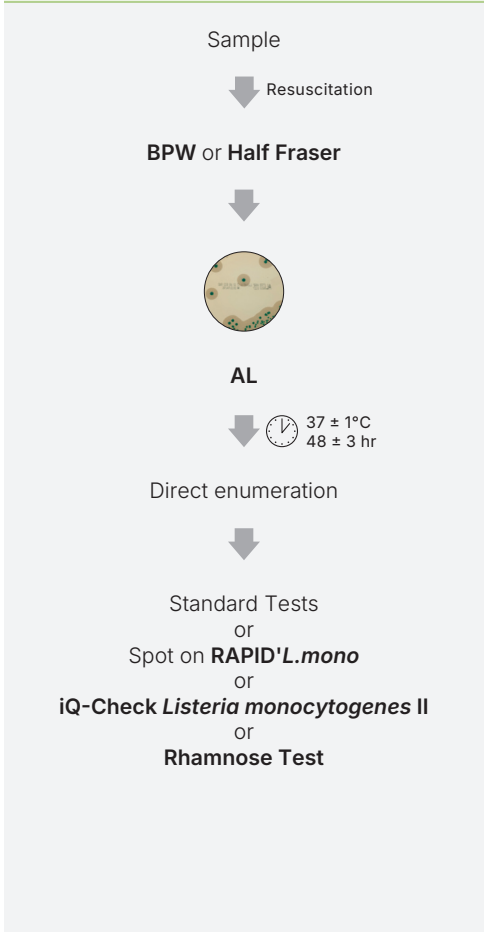 Sample
Resuscitation
BPW or Half Fraser
AL
37 ± 1°C
48 ± 3 hr
Direct enumeration
Standard Tests
or
Spot on RAPID'L.mono
or
iQ-Check Listeria monocytogenes II
or
Rhamnose Test